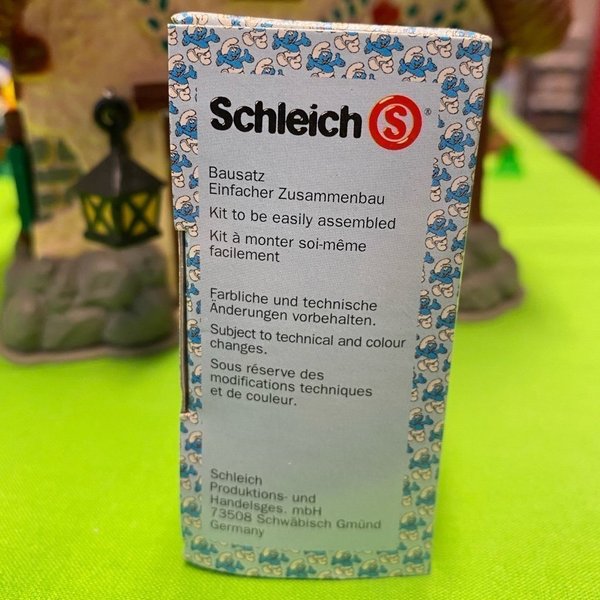 Schleich S ®
Bausatz
Einfacher Zusammenbau
Kit to be easily assembled
Kit à monter soi-même
facilement
Farbliche und technische
Änderungen vorbehalten.
Subject to technical and colour
changes.
Sous réserve des
modifications techniques
et de couleur.
Schleich
Produktions- und
Handelsges. mbH
73508 Schwäbisch Gmünd
Germany